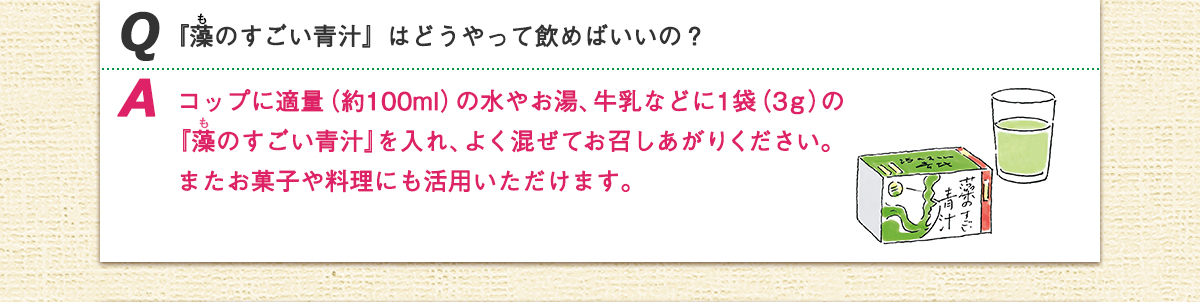 Q 『藻のすごい青汁』はどうやって飲めばいいの？
A コップに適量（約100ml）の水やお湯、牛乳などに1袋（3g）の
『藻のすごい青汁』を入れ、よく混ぜてお召しあがりください。
またお菓子や料理にも活用いただけます。
藻のすごい
青汁